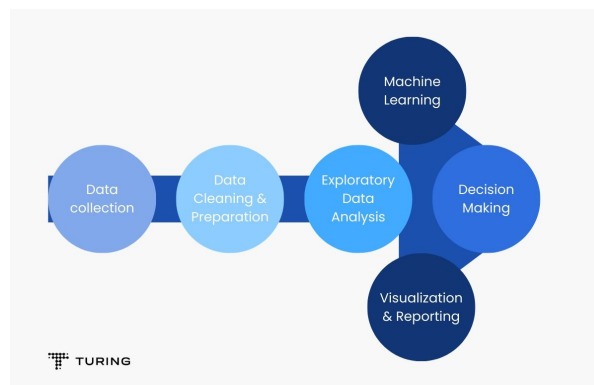 Machine
Learning
Data
collection
Data
Cleaning &
Preparation
Exploratory
Data
Analysis
Decision
Making
Visualization
& Reporting
TURING